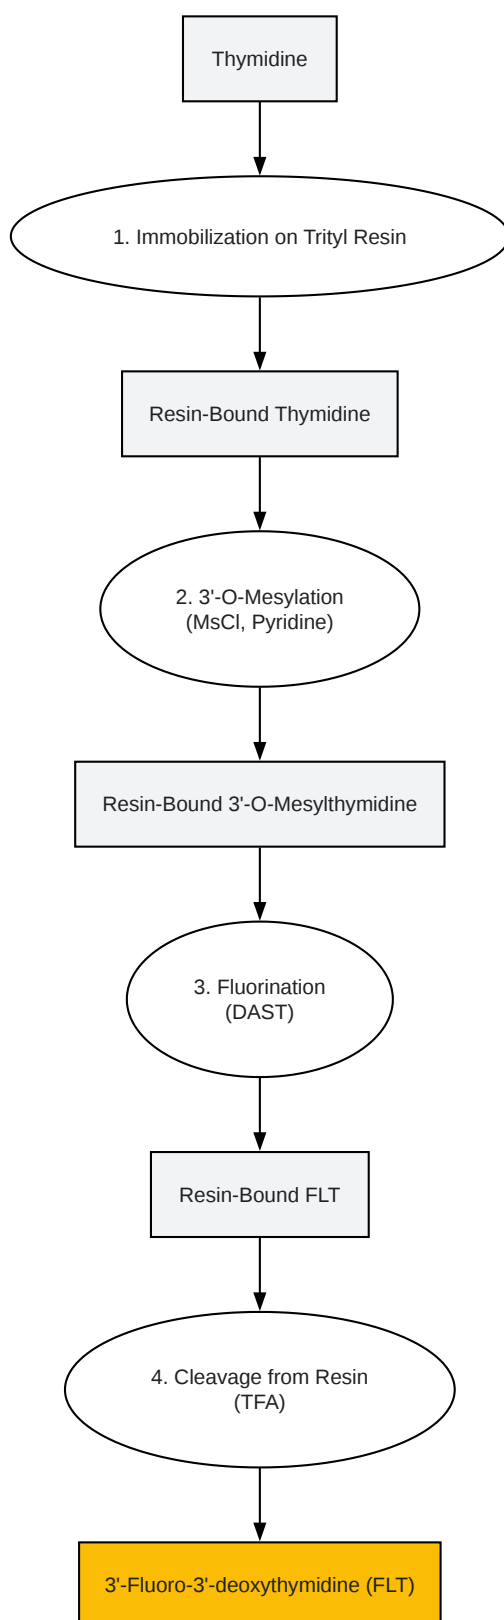 Thymidine
1. Immobilization on Trityl Resin
Resin-Bound Thymidine
2. 3'-O-Mesylation
(MsCl, Pyridine)
Resin-Bound 3'-O-Mesylthymidine
3. Fluorination
(DAST)
Resin-Bound FLT
4. Cleavage from Resin
(TFA)
3'-Fluoro-3'-deoxythymidine (FLT)